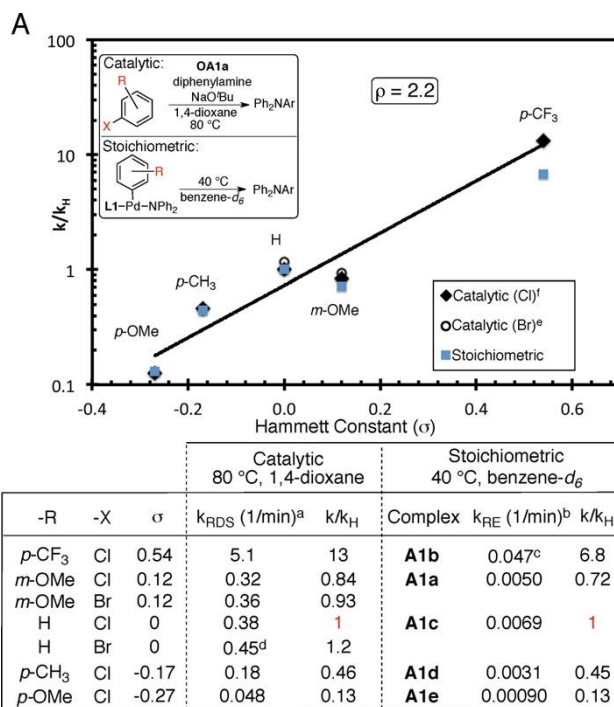 A
100
10
1
0.1
k/kH
Catalytic:
OA1a
R
X
diphenylamine
NaOᵗBu
1,4-dioxane
80 °C
Ph2NAr
Stoichiometric:
R
L1–Pd–NPh2
40 °C
benzene-d6
Ph2NAr
ρ = 2.2
p-CF3
H
p-CH3
m-OMe
p-OMe
Catalytic (Cl)ᶠ
Catalytic (Br)ᵉ
Stoichiometric
-0.4 -0.2 0.0 0.2 0.4 0.6
Hammett Constant (σ)
Catalytic Stoichiometric
80 °C, 1,4-dioxane 40 °C, benzene-d6
-R -X σ kRDS (1/min)ᵃ k/kH Complex kRE (1/min)ᵇ k/kH
p-CF3 Cl 0.54 5.1 13 A1b 0.047ᶜ 6.8
m-OMe Cl 0.12 0.32 0.84 A1a 0.0050 0.72
m-OMe Br 0.12 0.36 0.93
H Cl 0 0.38 1 A1c 0.0069 1
H Br 0 0.45ᵈ 1.2
p-CH3 Cl -0.17 0.18 0.46 A1d 0.0031 0.45
p-OMe Cl -0.27 0.048 0.13 A1e 0.00090 0.13